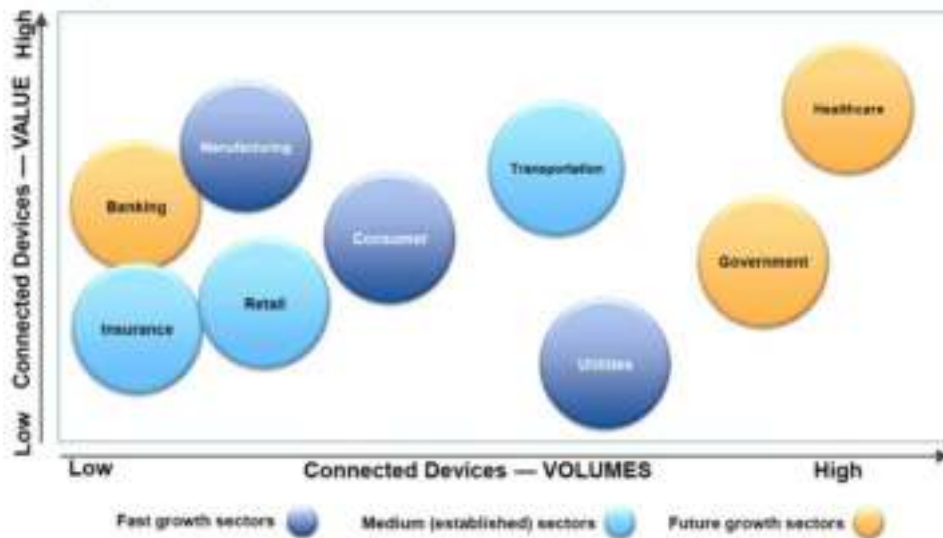 High
Connected Devices — VALUE
Low
Healthcare
Manufacturing
Transportation
Banking
Consumer
Government
Retail
Insurance
Utilities
Low
Connected Devices — VOLUMES
High
Fast growth sectors
Medium (established) sectors
Future growth sectors